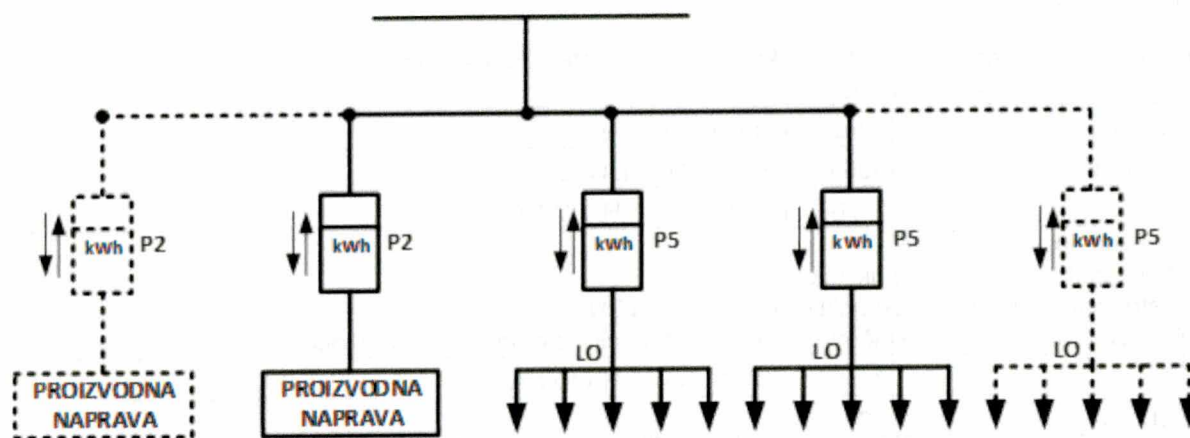 kWh P2
kWh P2
kWh P5
kWh P5
kWh P5
LO
LO
LO
PROIZVODNA
NAPRAVA
PROIZVODNA
NAPRAVA